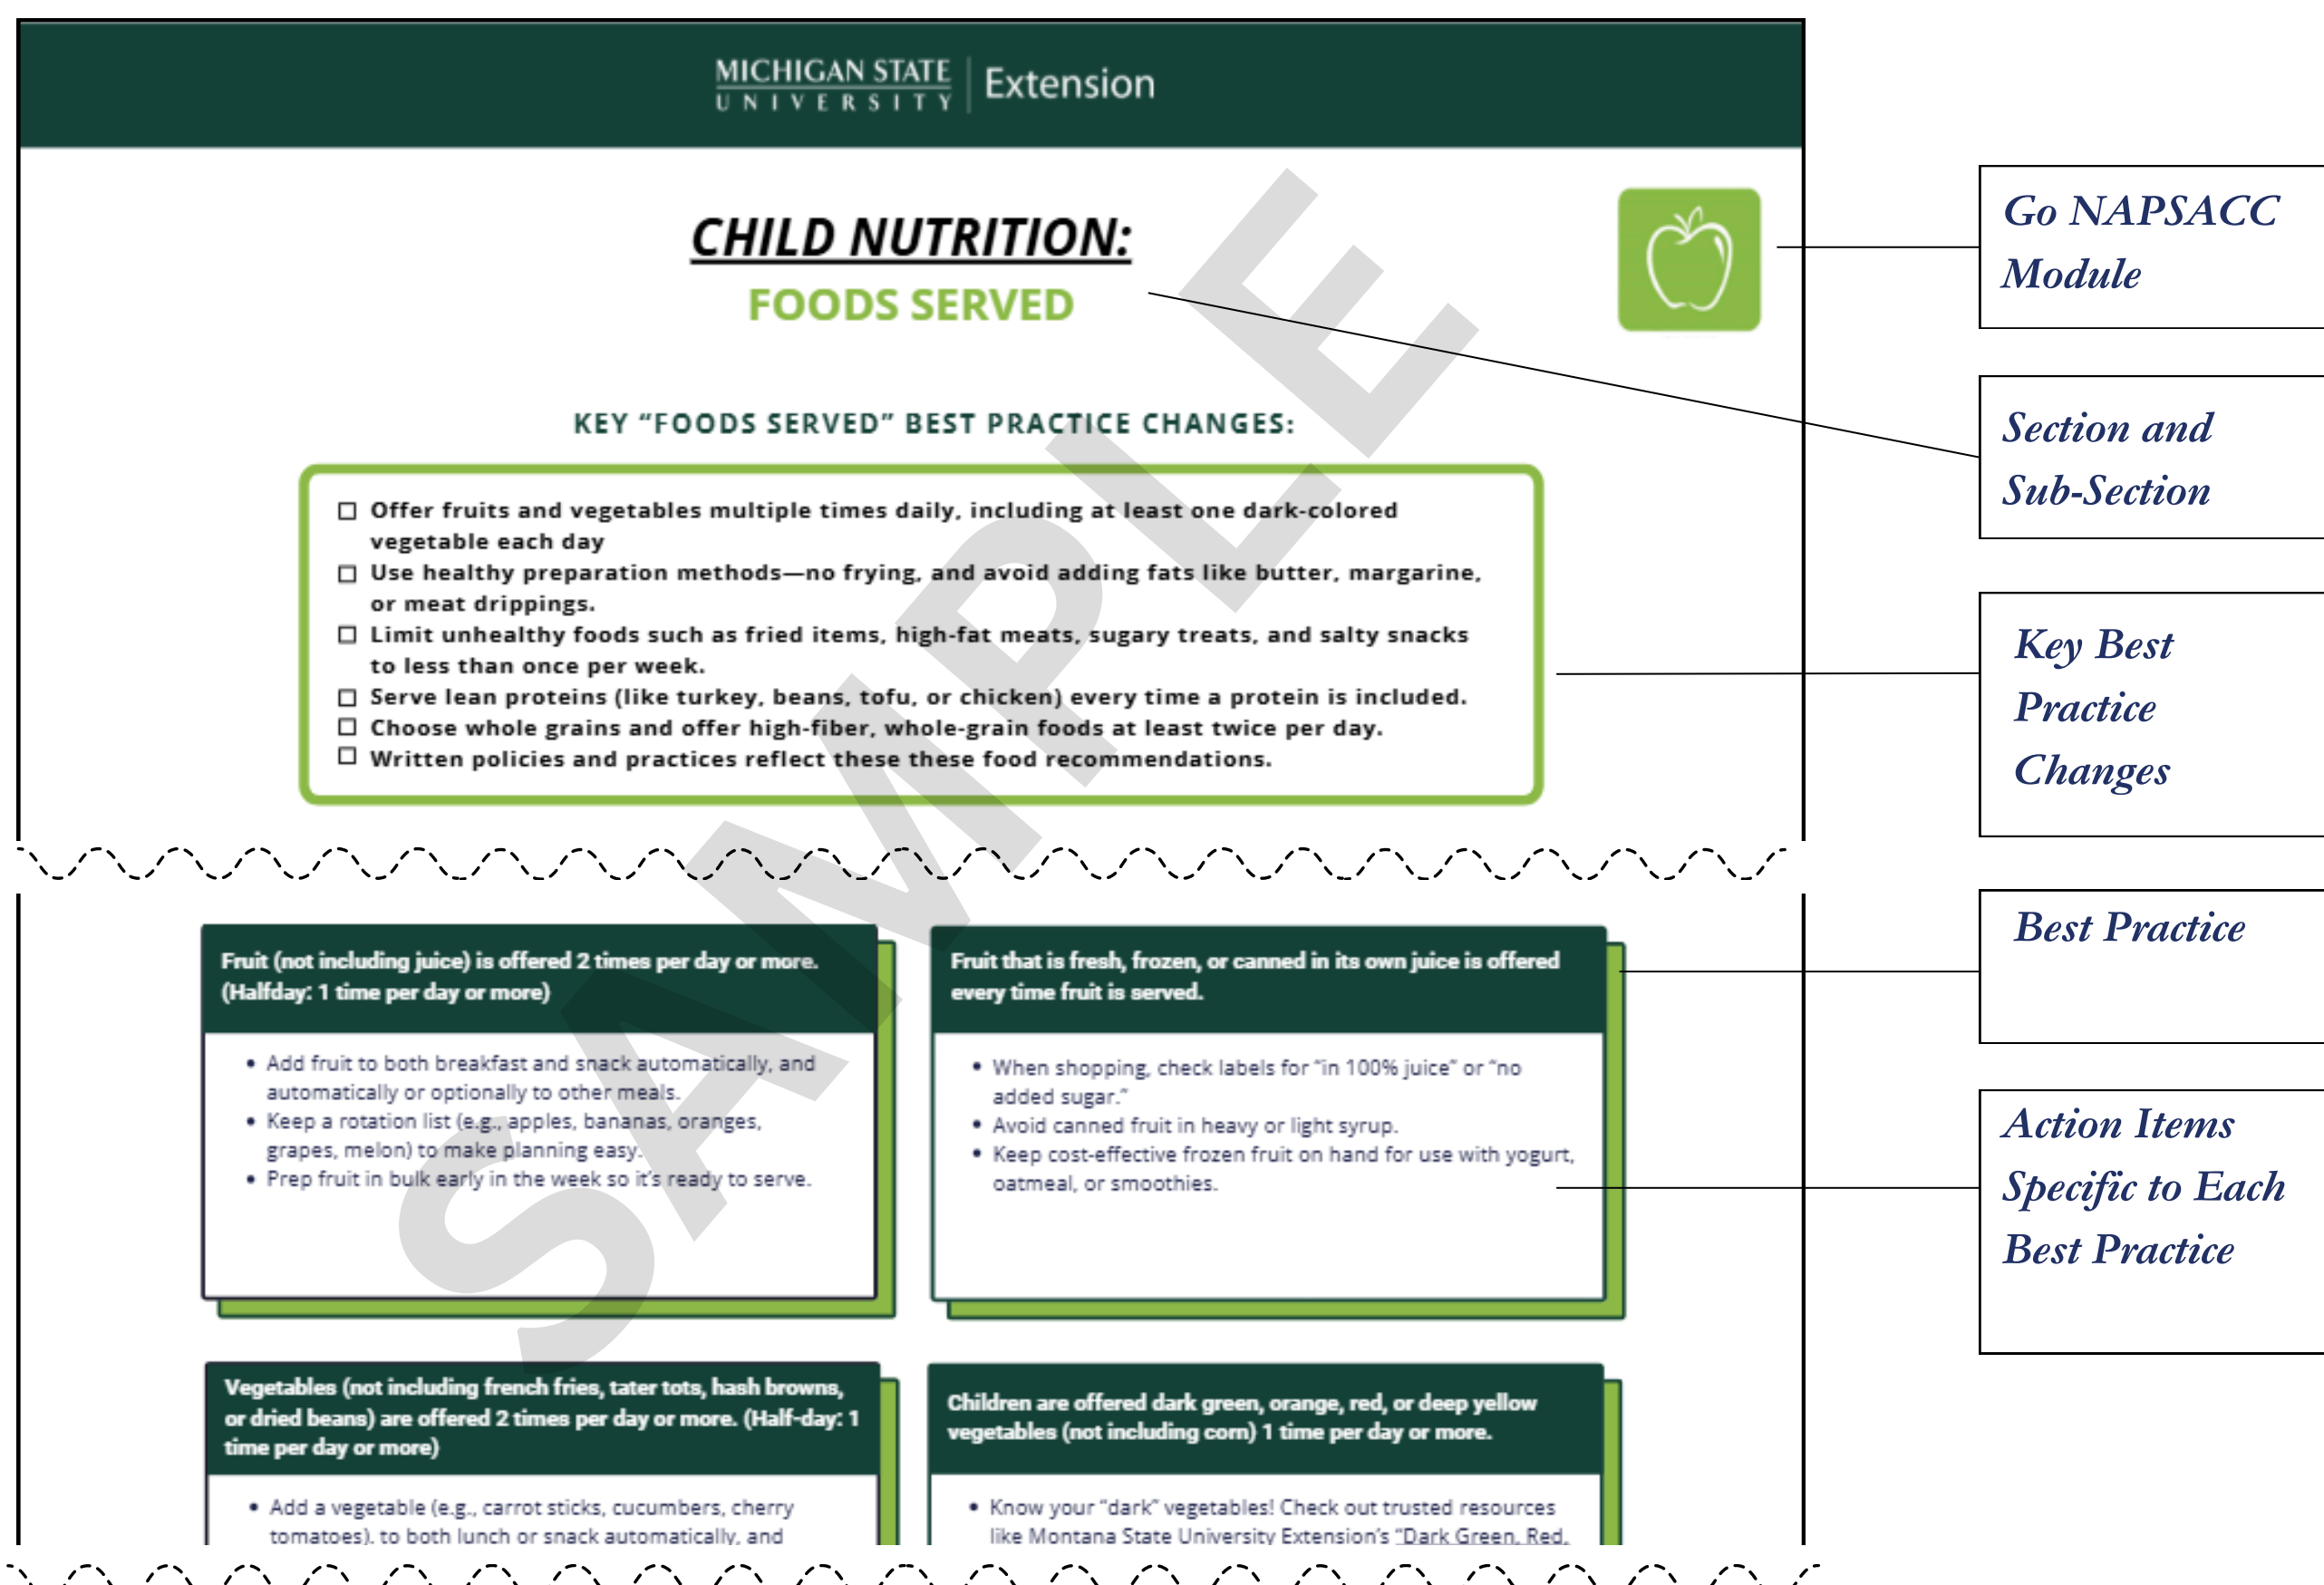 MICHIGAN STATE
UNIVERSITY
Extension
CHILD NUTRITION:
FOODS SERVED
Go NAPSACC
Module
Section and
Sub-Section
KEY “FOODS SERVED” BEST PRACTICE CHANGES:
Offer fruits and vegetables multiple times daily, including at least one dark-colored
vegetable each day
Use healthy preparation methods—no frying, and avoid adding fats like butter, margarine,
or meat drippings.
Limit unhealthy foods such as fried items, high-fat meats, sugary treats, and salty snacks
to less than once per week.
Serve lean proteins (like turkey, beans, tofu, or chicken) every time a protein is included.
Choose whole grains and offer high-fiber, whole-grain foods at least twice per day.
Written policies and practices reflect these these food recommendations.
Key Best
Practice
Changes
SAMPLE
Fruit (not including juice) is offered 2 times per day or more.
(Halfday: 1 time per day or more)
• Add fruit to both breakfast and snack automatically, and
automatically or optionally to other meals.
• Keep a rotation list (e.g., apples, bananas, oranges,
grapes, melon) to make planning easy.
• Prep fruit in bulk early in the week so it’s ready to serve.
Fruit that is fresh, frozen, or canned in its own juice is offered
every time fruit is served.
• When shopping, check labels for “in 100% juice” or “no
added sugar.”
• Avoid canned fruit in heavy or light syrup.
• Keep cost-effective frozen fruit on hand for use with yogurt,
oatmeal, or smoothies.
Best Practice
Action Items
Specific to Each
Best Practice
Vegetables (not including french fries, tater tots, hash browns,
or dried beans) are offered 2 times per day or more. (Half-day: 1
time per day or more)
• Add a vegetable (e.g., carrot sticks, cucumbers, cherry
tomatoes), to both lunch or snack automatically, and
Children are offered dark green, orange, red, or deep yellow
vegetables (not including corn) 1 time per day or more.
• Know your “dark” vegetables! Check out trusted resources
like Montana State University Extension’s “Dark Green, Red,